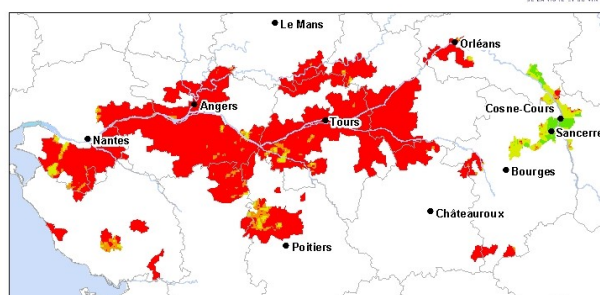 Le Mans
Orléans
Angers
Cosne-Cours
Tours
Sancerre
Nantes
Bourges
Châteauroux
Poitiers